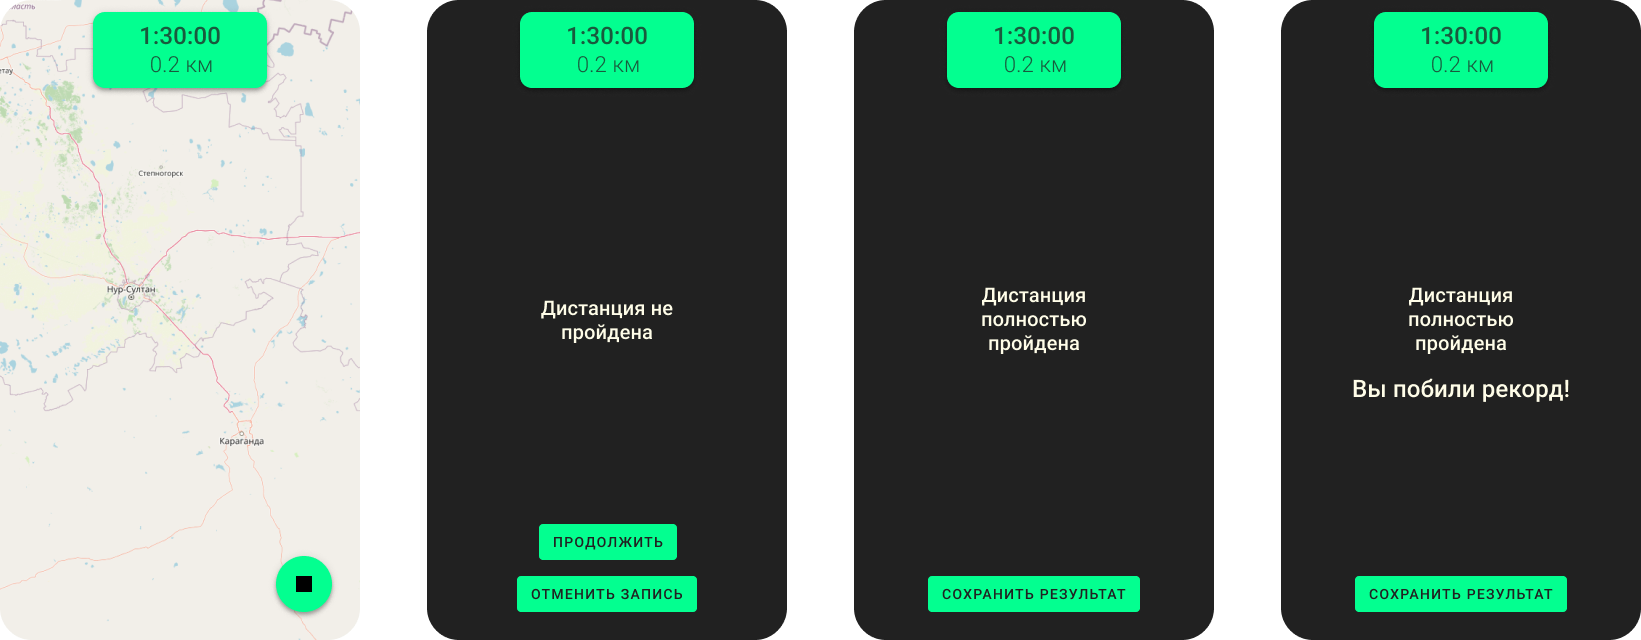 ность
1:30:00
0.2 км
етау
Степногорск
Нур-Султан
Караганда
1:30:00
0.2 км
Дистанция не
пройдена
ПРОДОЛЖИТЬ
ОТМЕНИТЬ ЗАПИСЬ
1:30:00
0.2 км
Дистанция
полностью
пройдена
СОХРАНИТЬ РЕЗУЛЬТАТ
1:30:00
0.2 км
Дистанция
полностью
пройдена
Вы побили рекорд!
СОХРАНИТЬ РЕЗУЛЬТАТ